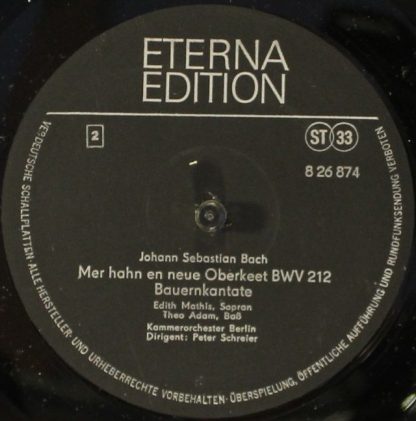 ETERNA
EDITION
2
ST 33
8 26 874
Johann Sebastian Bach
Mer hahn en neue Oberkeet BWV 212
Bauernkantate
Edith Mathis, Sopran
Theo Adam, Baß
Kammerorchester Berlin
Dirigent: Peter Schreier
VEB DEUTSCHE SCHALLPLATTEN · ALLE HERSTELLER- UND URHEBERRECHTE VORBEHALTEN · ÜBERSPIELUNG, ÖFFENTLICHE AUFFÜHRUNG UND RUNDFUNKSENDUNG VERBOTEN